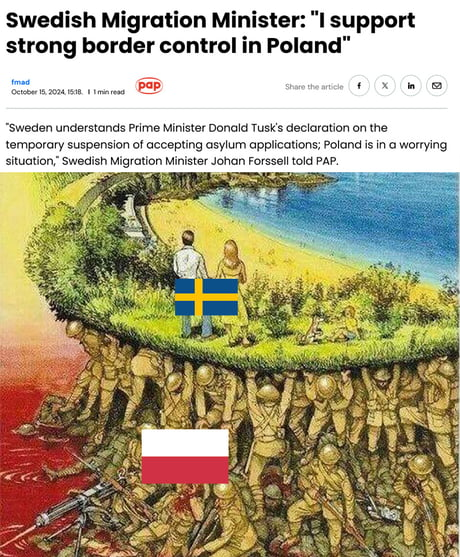 Swedish Migration Minister: "I support
strong border control in Poland"
fmad
October 15, 2024, 15:18. I 1 min read
pap
Share the article
"Sweden understands Prime Minister Donald Tusk's declaration on the
temporary suspension of accepting asylum applications; Poland is in a worrying
situation," Swedish Migration Minister Johan Forssell told PAP.